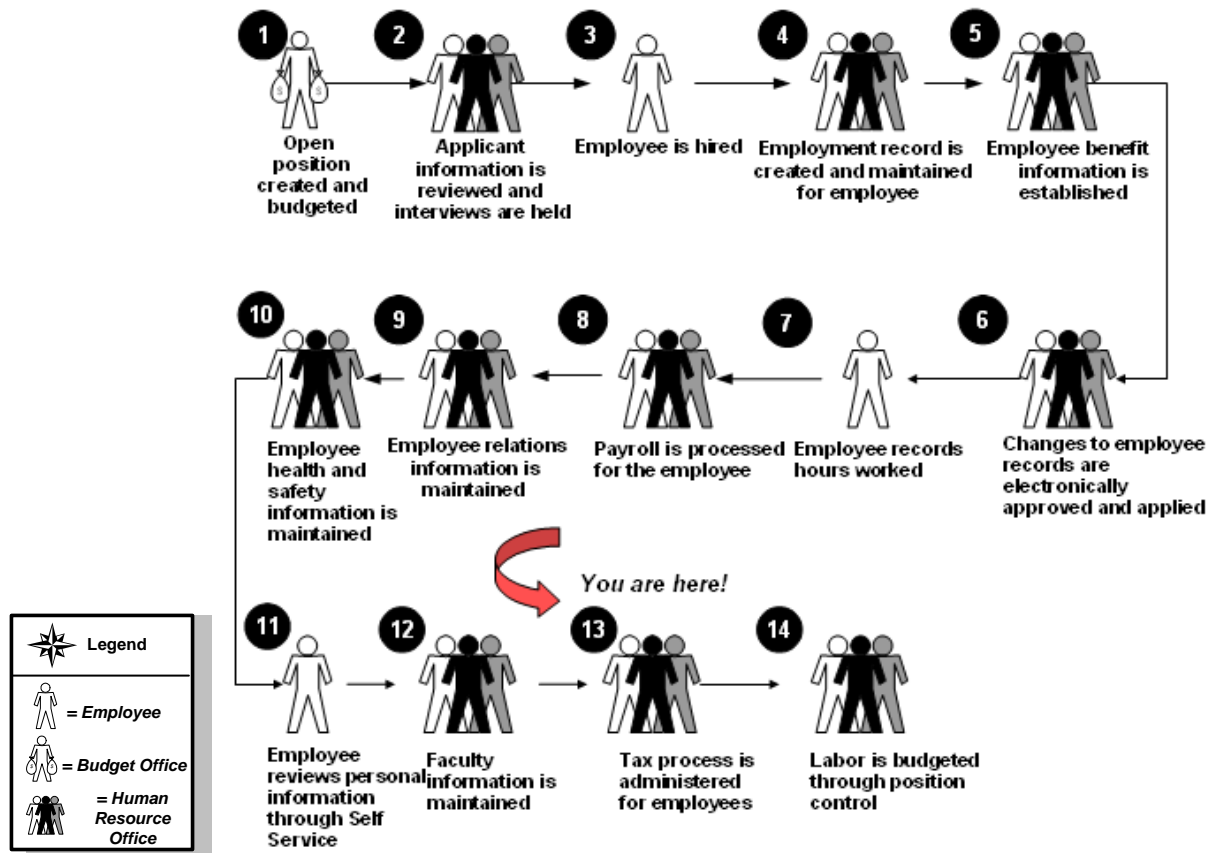 1
Open
position
created and
budgeted
2
Applicant
information is
reviewed and
interviews are held
3
Employee is hired
4
Employment record is
created and maintained
for employee
5
Employee benefit
information is
established
6
Changes to employee
records are
electronically
approved and applied
7
Employee records
hours worked
8
Payroll is processed
for the employee
9
Employee relations
information is
maintained
10
Employee
health and
safety
information is
maintained
You are here!
11
Employee
reviews personal
information
through Self
Service
12
Faculty
information is
maintained
13
Tax process is
administered
for employees
14
Labor is budgeted
through position
control
Legend
= Employee
$ $
= Budget Office
= Human
Resource
Office